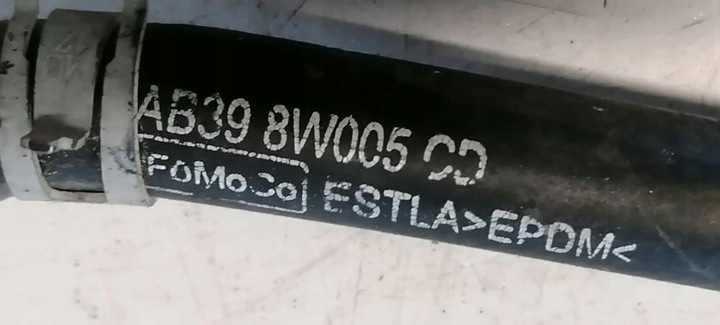 AB39 8W005 CD
FoMoCo ESTLA >EPDM<